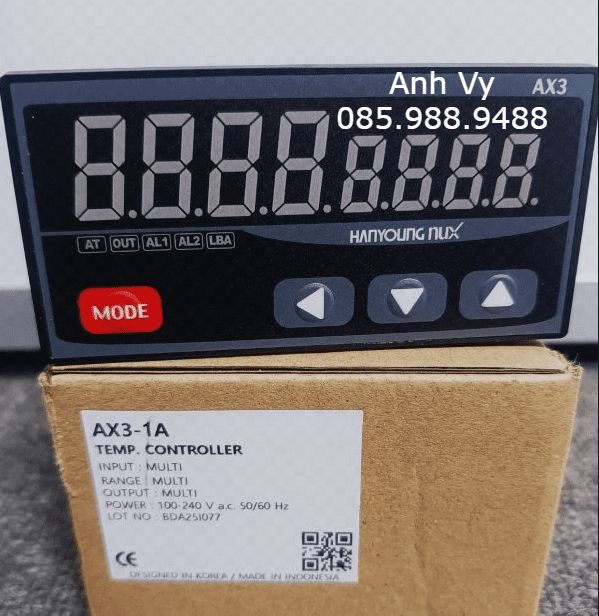 Anh Vy
AX3
085.988.9488
AT OUT AL1 AL2 LBA
HANYOUNG nux
MODE
AX3-1A
TEMP. CONTROLLER
INPUT : MULTI
RANGE : MULTI
OUTPUT : MULTI
POWER : 100-240 V a.c. 50/60 Hz
LOT NO : BDA25I077
CE
DESIGNED IN KOREA / MADE IN INDONESIA